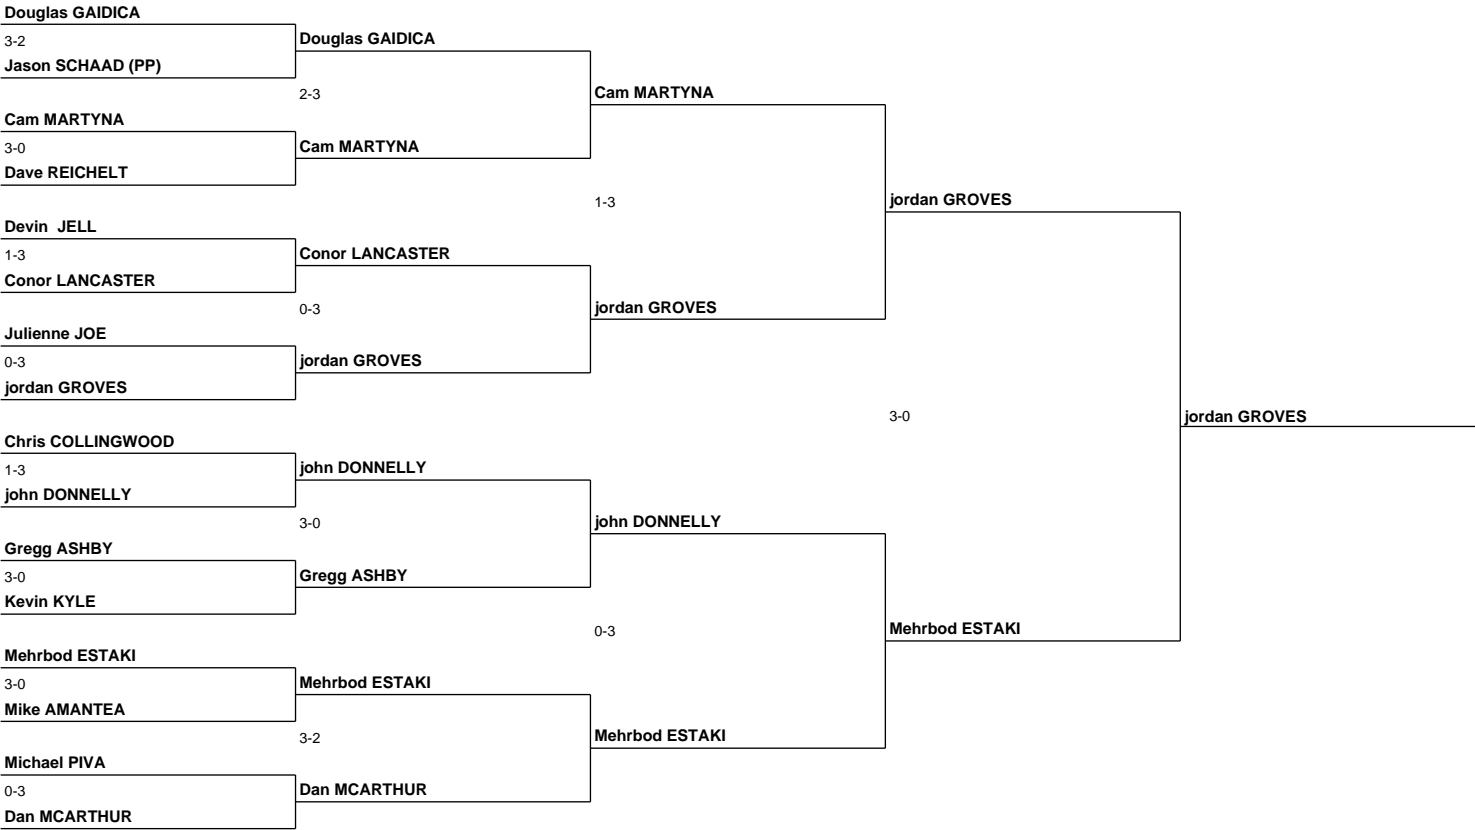 Douglas GAIDICA
3-2
Jason SCHAAD (PP)
Cam MARTYNA
3-0
Dave REICHELT
Devin  JELL
1-3
Conor LANCASTER
Julienne JOE
0-3
jordan GROVES
Chris COLLINGWOOD
1-3
john DONNELLY
Gregg ASHBY
3-0
Kevin KYLE
Mehrbod ESTAKI
3-0
Mike AMANTEA
Michael PIVA
0-3
Dan MCARTHUR
Douglas GAIDICA
2-3
Cam MARTYNA
Conor LANCASTER
0-3
jordan GROVES
john DONNELLY
3-0
Gregg ASHBY
Mehrbod ESTAKI
3-2
Dan MCARTHUR
Cam MARTYNA
1-3
jordan GROVES
john DONNELLY
0-3
Mehrbod ESTAKI
jordan GROVES
3-0
Mehrbod ESTAKI
jordan GROVES